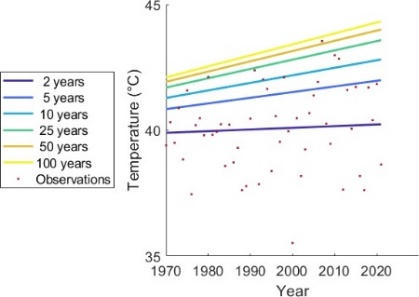 45
2 years
5 years
10 years
25 years
50 years
100 years
Observations
Temperature (°C)
40
35
1970 1980 1990 2000 2010 2020
Year